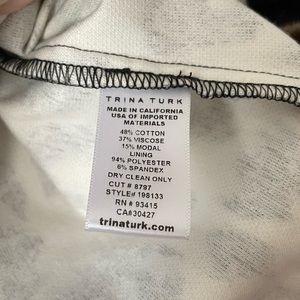 TRINA TURK
MADE IN CALIFORNIA
USA OF IMPORTED
MATERIALS
48% COTTON
37% VISCOSE
15% MODAL
LINING
94% POLYESTER
6% SPANDEX
DRY CLEAN ONLY
CUT # 8797
STYLE# 198133
RN # 93415
CA#30427
trinaturk.com